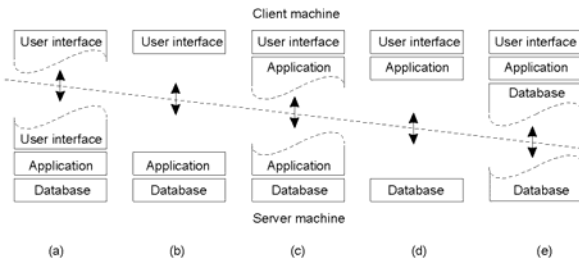 Client machine
User interface User interface User interface User interface User interface
Application Application Application
Database
User interface
Application Application Application
Database Database Database Database Database
Server machine
(a) (b) (c) (d) (e)